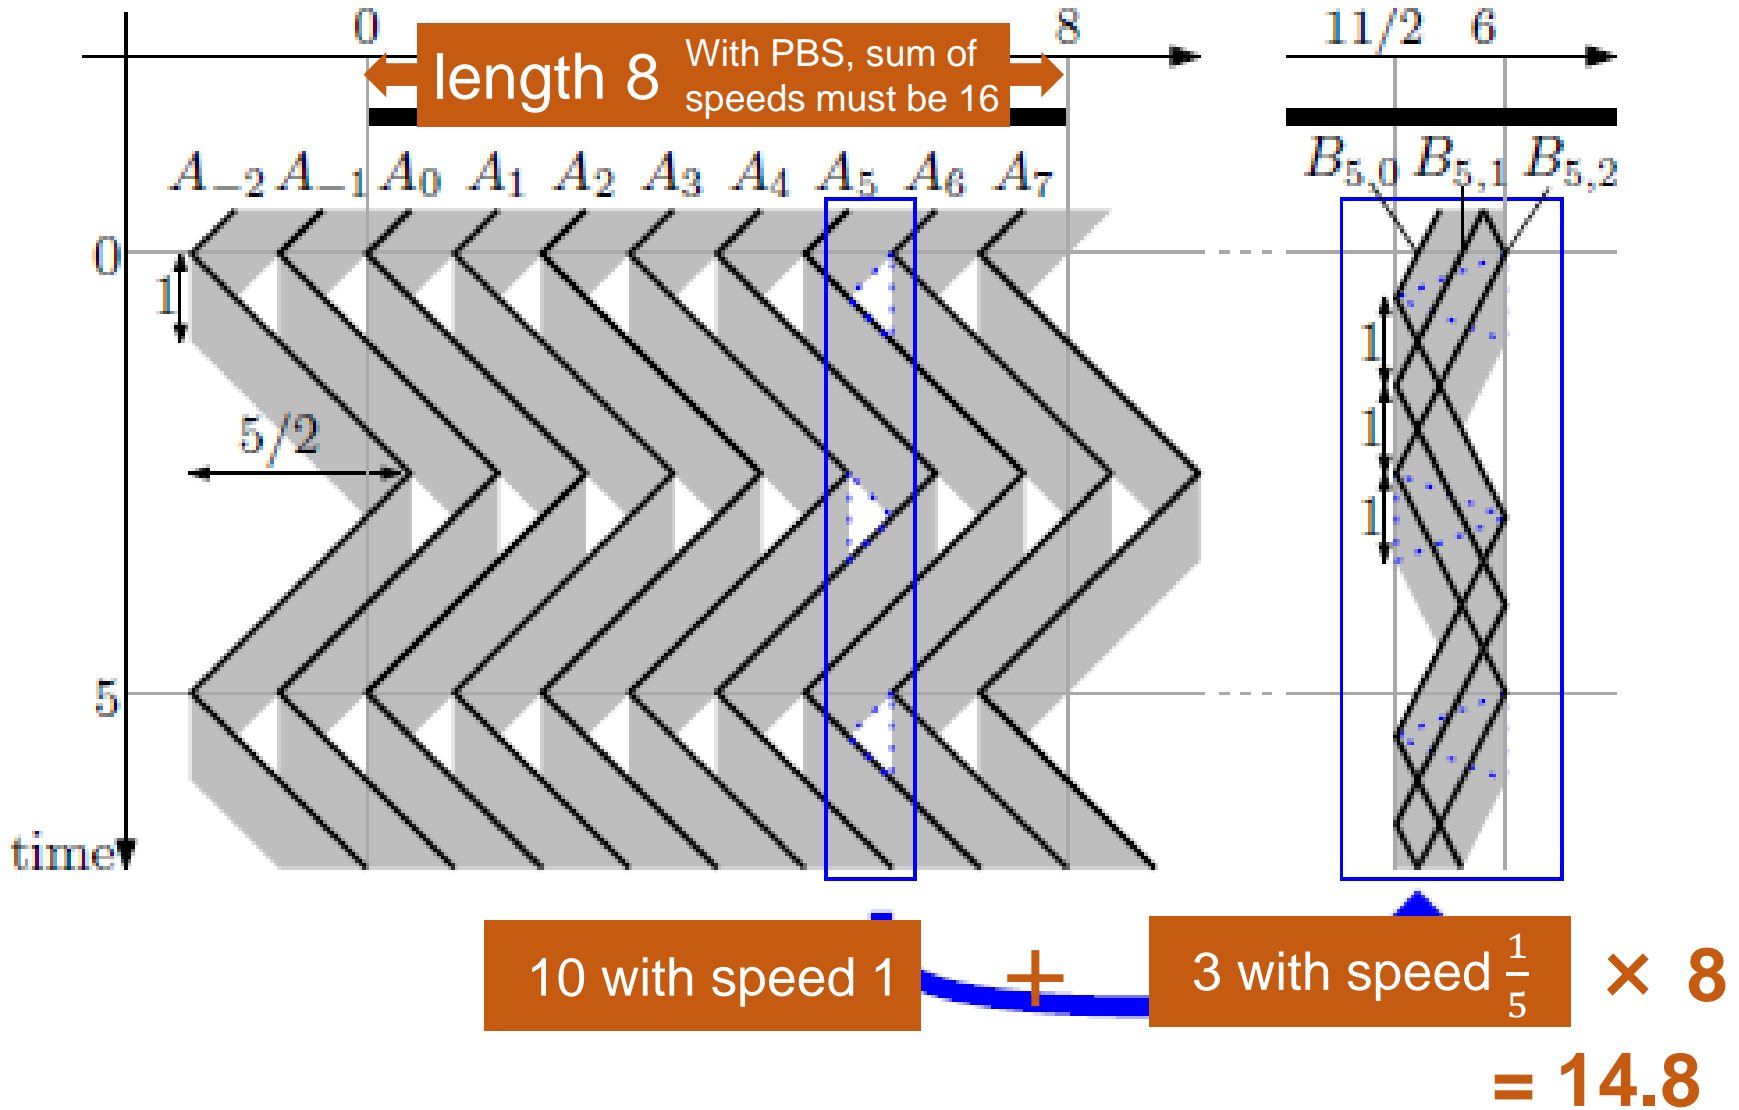 0
8
11/2
6
length 8
With PBS, sum of
speeds must be 16
A₋₂ A₋₁ A₀ A₁ A₂ A₃ A₄ A₅ A₆ A₇
B₅,₀ B₅,₁ B₅,₂
0
1
1
5/2
1
1
5
time
10 with speed 1
+
3 with speed 1/5
× 8
= 14.8